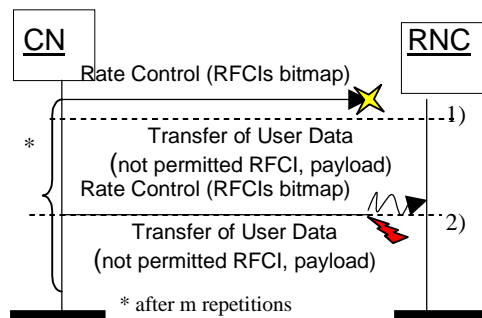 CN
RNC
Rate Control (RFCIs bitmap)
1)
*
Transfer of User Data
(not permitted RFCI, payload)
Rate Control (RFCIs bitmap)
2)
Transfer of User Data
(not permitted RFCI, payload)
* after m repetitions